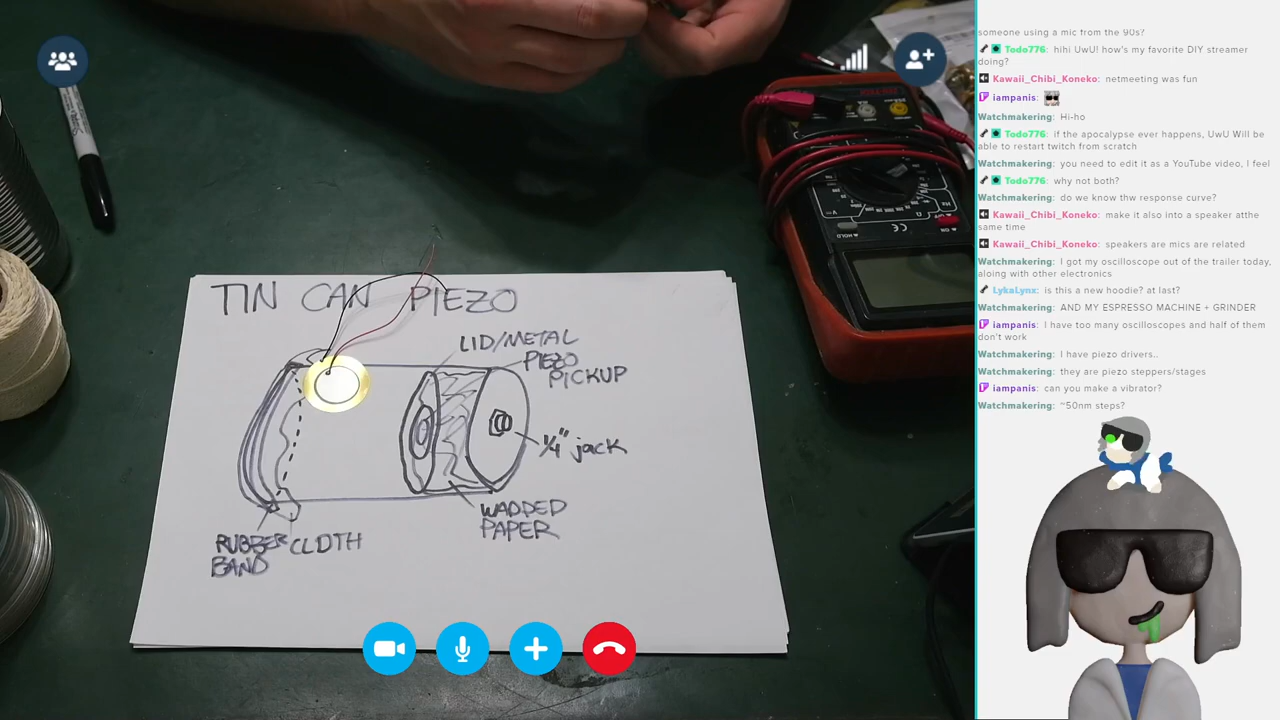 TIN CAN PIEZO
LID/METAL
PIEZO
PICKUP
1/4" jack
WADDED
PAPER
RUBBER
BAND
CLOTH
HOLD
CE
someone using a mic from the 90s?
Todo776: hihi UwU! how's my favorite DIY streamer
doing?
Kawaii_Chibi_Koneko: netmeeting was fun
iampanis:
Watchmakering: Hi-ho
Todo776: if the apocalypse ever happens, UwU Will be
able to restart twitch from scratch
Watchmakering: you need to edit it as a YouTube video, I feel
Todo776: why not both?
Watchmakering: do we know thw response curve?
Kawaii_Chibi_Koneko: make it also into a speaker atthe
same time
Kawaii_Chibi_Koneko: speakers are mics are related
Watchmakering: I got my oscilloscope out of the trailer today,
along with other electronics
LykaLynx: is this a new hoodie? at last?
Watchmakering: AND MY ESPRESSO MACHINE + GRINDER
iampanis: I have too many oscilloscopes and half of them
don't work
Watchmakering: I have piezo drivers..
Watchmakering: they are piezo steppers/stages
iampanis: can you make a vibrator?
Watchmakering: ~50nm steps?